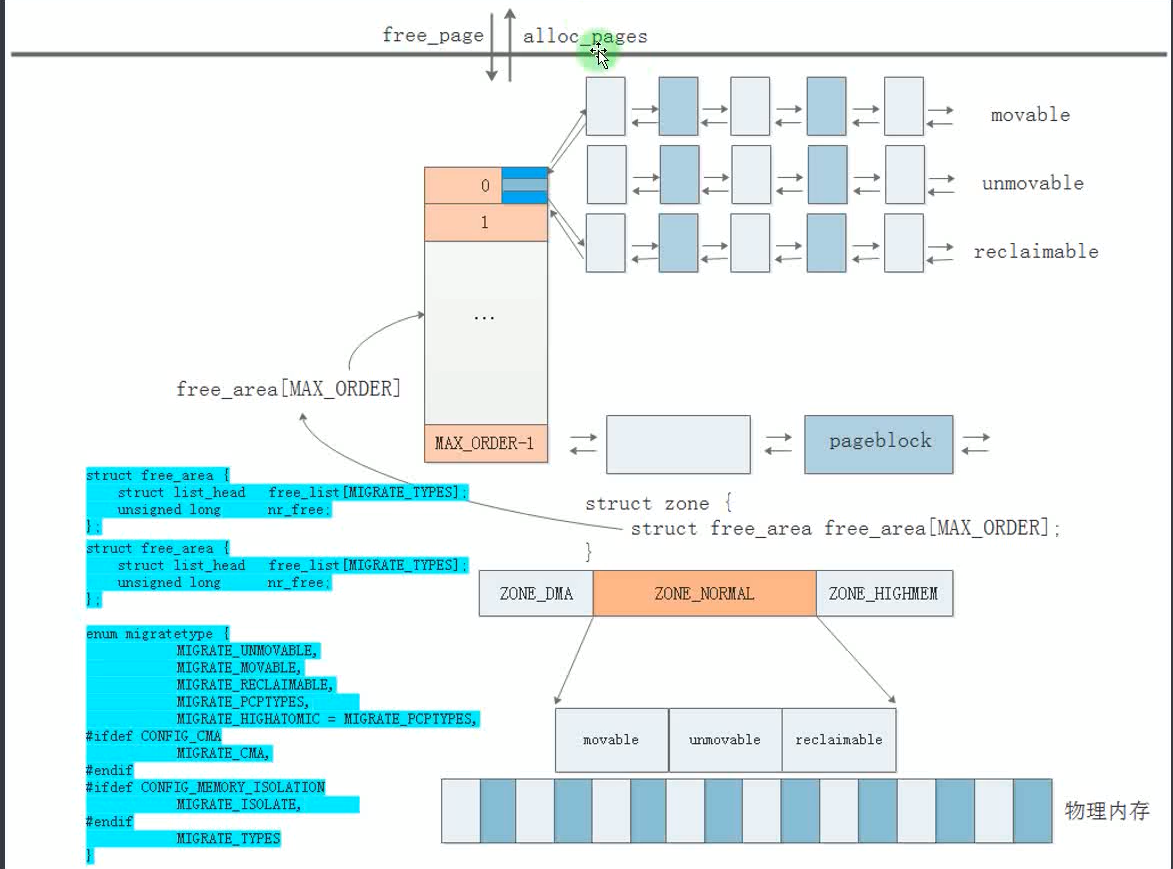 free_page
alloc_pages
movable
0
unmovable
1
reclaimable
...
free_area[MAX_ORDER]
MAX_ORDER-1
pageblock
struct free_area {
struct list_head free_list[MIGRATE_TYPES];
unsigned long nr_free;
};
struct free_area {
struct list_head free_list[MIGRATE_TYPES];
unsigned long nr_free;
};
enum migratetype {
MIGRATE_UNMOVABLE,
MIGRATE_MOVABLE,
MIGRATE_RECLAIMABLE,
MIGRATE_PCPTYPES,
MIGRATE_HIGHATOMIC = MIGRATE_PCPTYPES,
#ifdef CONFIG_CMA
MIGRATE_CMA,
#endif
#ifdef CONFIG_MEMORY_ISOLATION
MIGRATE_ISOLATE,
#endif
MIGRATE_TYPES
}
struct zone {
struct free_area free_area[MAX_ORDER];
}
ZONE_DMA
ZONE_NORMAL
ZONE_HIGHMEM
movable
unmovable
reclaimable
物理内存